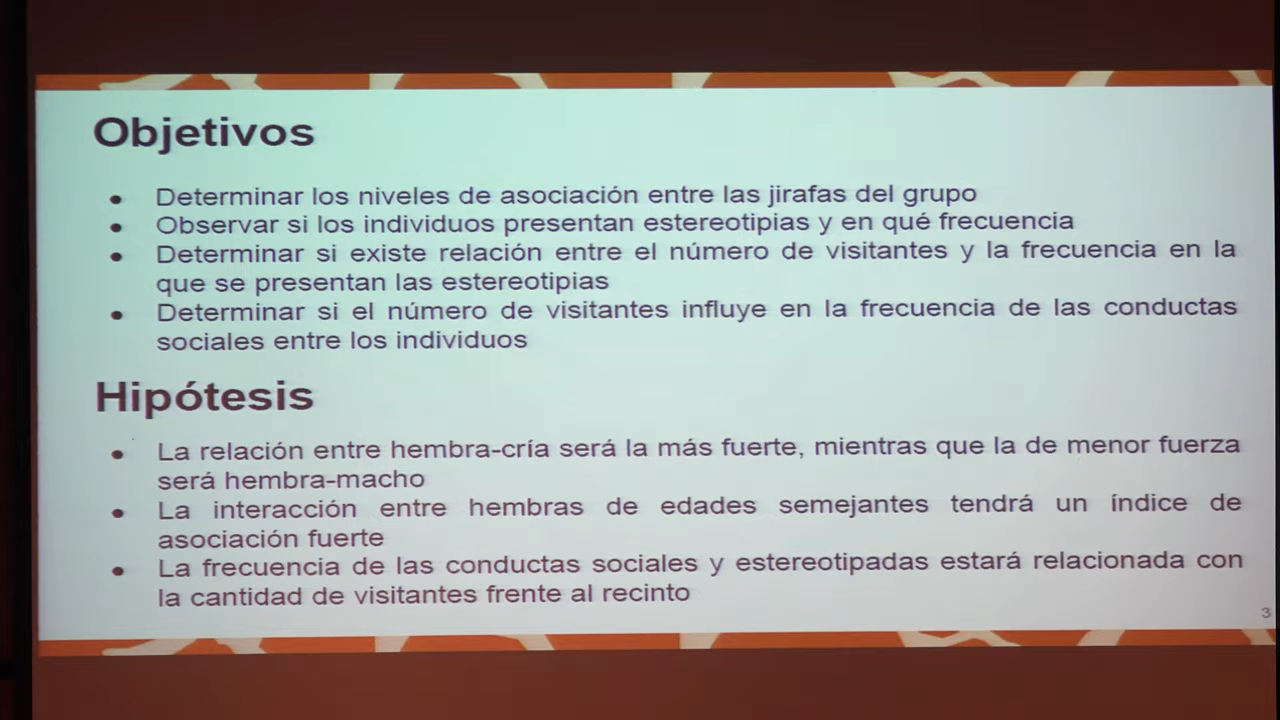 Objetivos
• Determinar los niveles de asociación entre las jirafas del grupo
• Observar si los individuos presentan estereotipias y en qué frecuencia
• Determinar si existe relación entre el número de visitantes y la frecuencia en la
que se presentan las estereotipias
• Determinar si el número de visitantes influye en la frecuencia de las conductas
sociales entre los individuos
Hipótesis
• La relación entre hembra-cría será la más fuerte, mientras que la de menor fuerza
será hembra-macho
• La interacción entre hembras de edades semejantes tendrá un índice de
asociación fuerte
• La frecuencia de las conductas sociales y estereotipadas estará relacionada con
la cantidad de visitantes frente al recinto
3